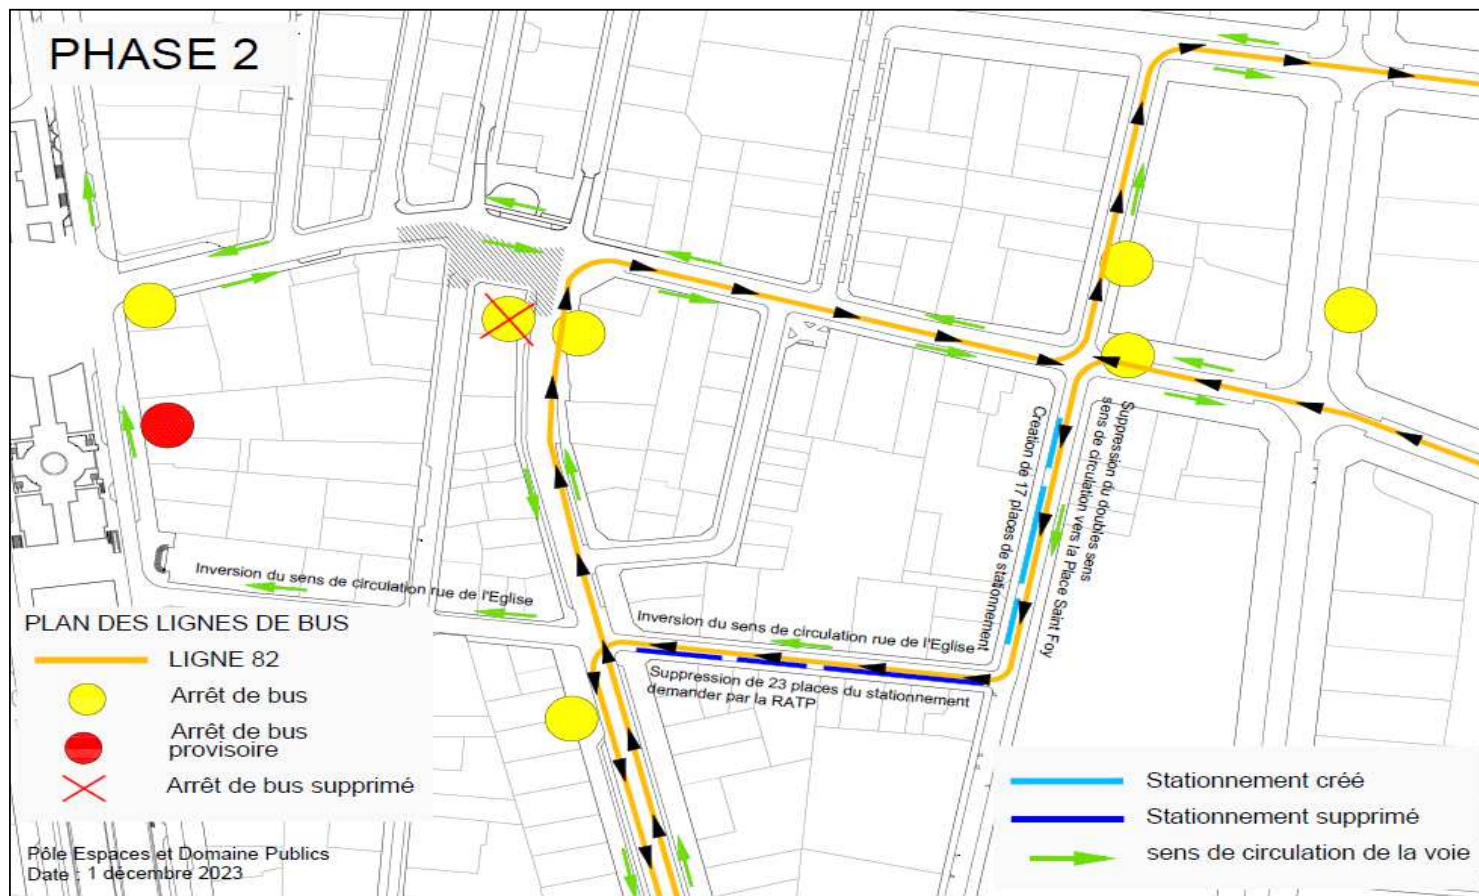 PHASE 2
Suppression du doubles sens
sens de circulation vers la Place Saint Foy
Creation de 17 places de stationnement
Inversion du sens de circulation rue de l'Eglise
Inversion du sens de circulation rue de l'Eglise
Suppression de 23 places du stationnement
demander par la RATP
PLAN DES LIGNES DE BUS
LIGNE 82
Arrêt de bus
Arrêt de bus
provisoire
Arrêt de bus supprimé
Pôle Espaces et Domaine Publics
Date : 1 décembre 2023
Stationnement créé
Stationnement supprimé
sens de circulation de la voie